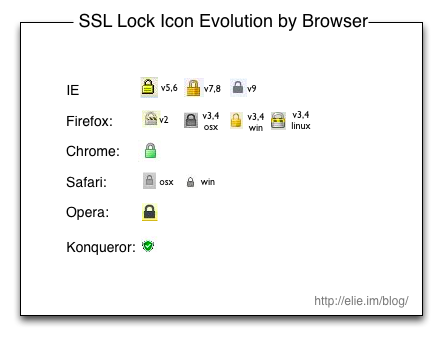 SSL Lock Icon Evolution by Browser
IE v5,6 v7,8 v9
Firefox: v2 v3,4 osx v3,4 win v3,4 linux
Chrome:
Safari: osx win
Opera:
Konqueror:
http://elie.im/blog/